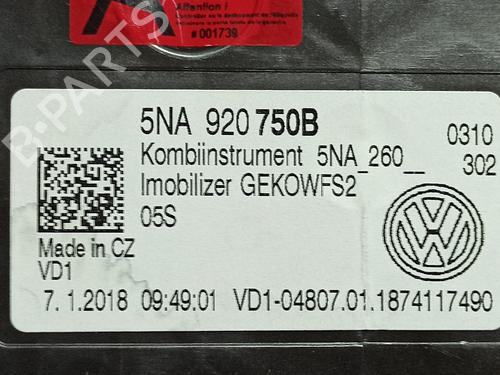 Attention !
# 001739
B-PARTS
5NA 920 750B
Kombiinstrument 5NA_260__
0310
302
Imobilizer GEKOWFS2
05S
Made in CZ
VD1
7.1.2018 09:49:01 VD1-04807.01.1874117490